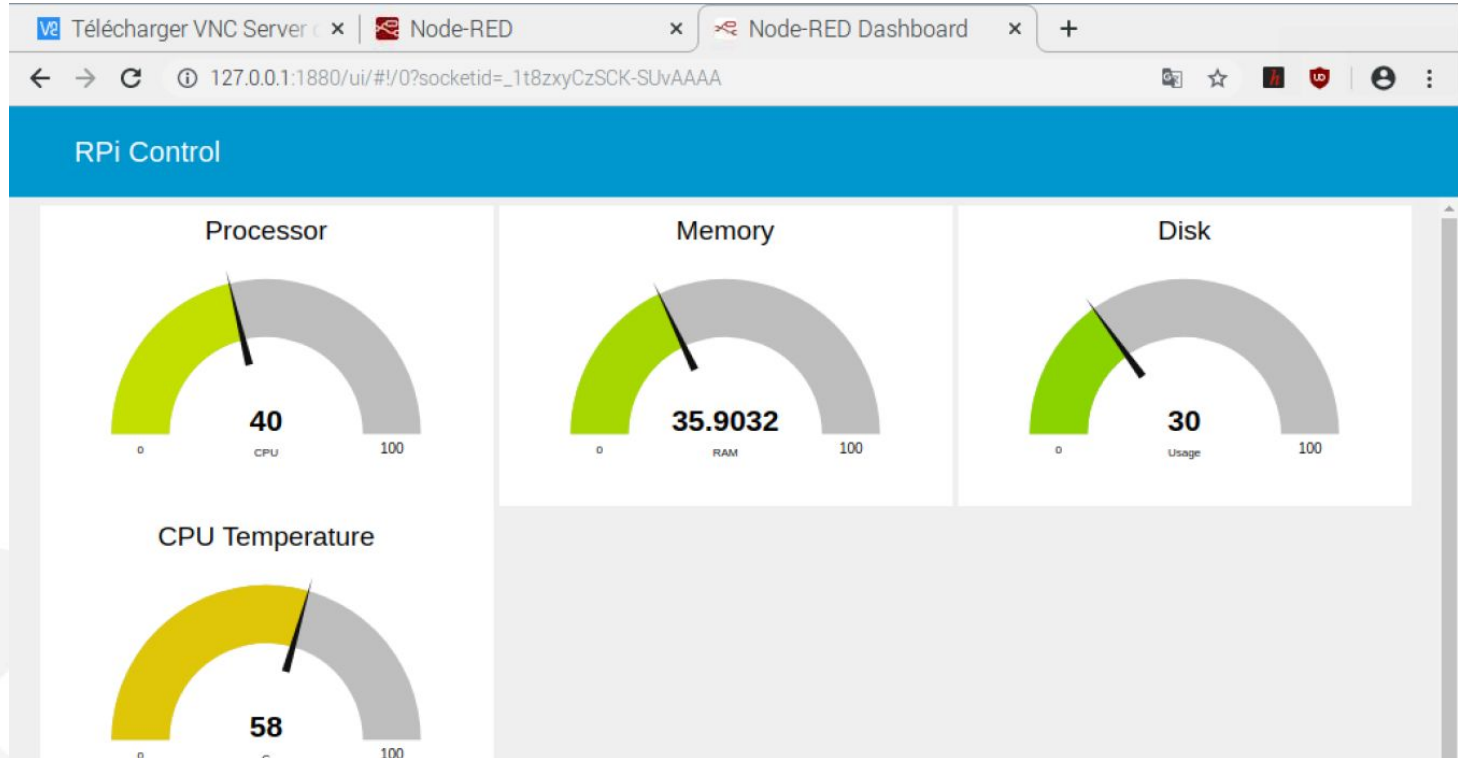 Télécharger VNC Server
Node-RED
Node-RED Dashboard
127.0.0.1:1880/ui/#!/0?socketid=_1t8zxyCzSCK-SUvAAAA
RPi Control
Processor
40
0
CPU
100
Memory
35.9032
0
RAM
100
Disk
30
0
Usage
100
CPU Temperature
58
100